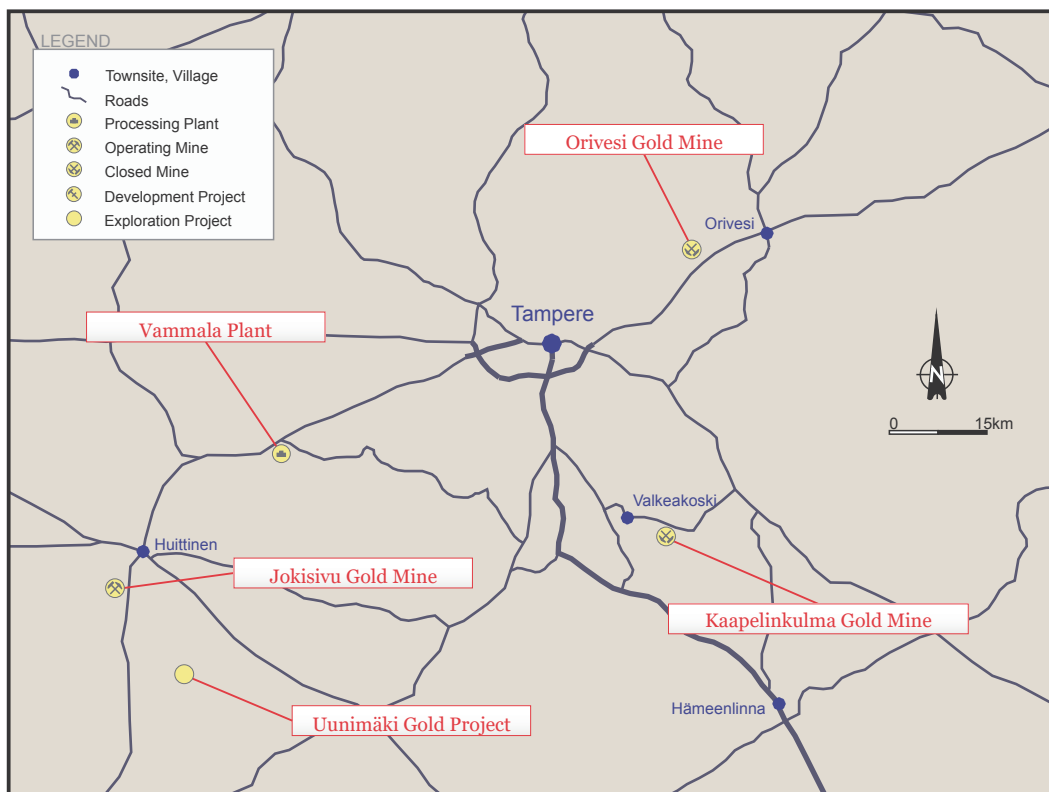 LEGEND
Townsite, Village
Roads
Processing Plant
Operating Mine
Closed Mine
Development Project
Exploration Project
Orivesi Gold Mine
Orivesi
Tampere
Vammala Plant
N
0 15km
Valkeakoski
Huittinen
Jokisivu Gold Mine
Kaapelinkulma Gold Mine
Hämeenlinna
Uunimäki Gold Project